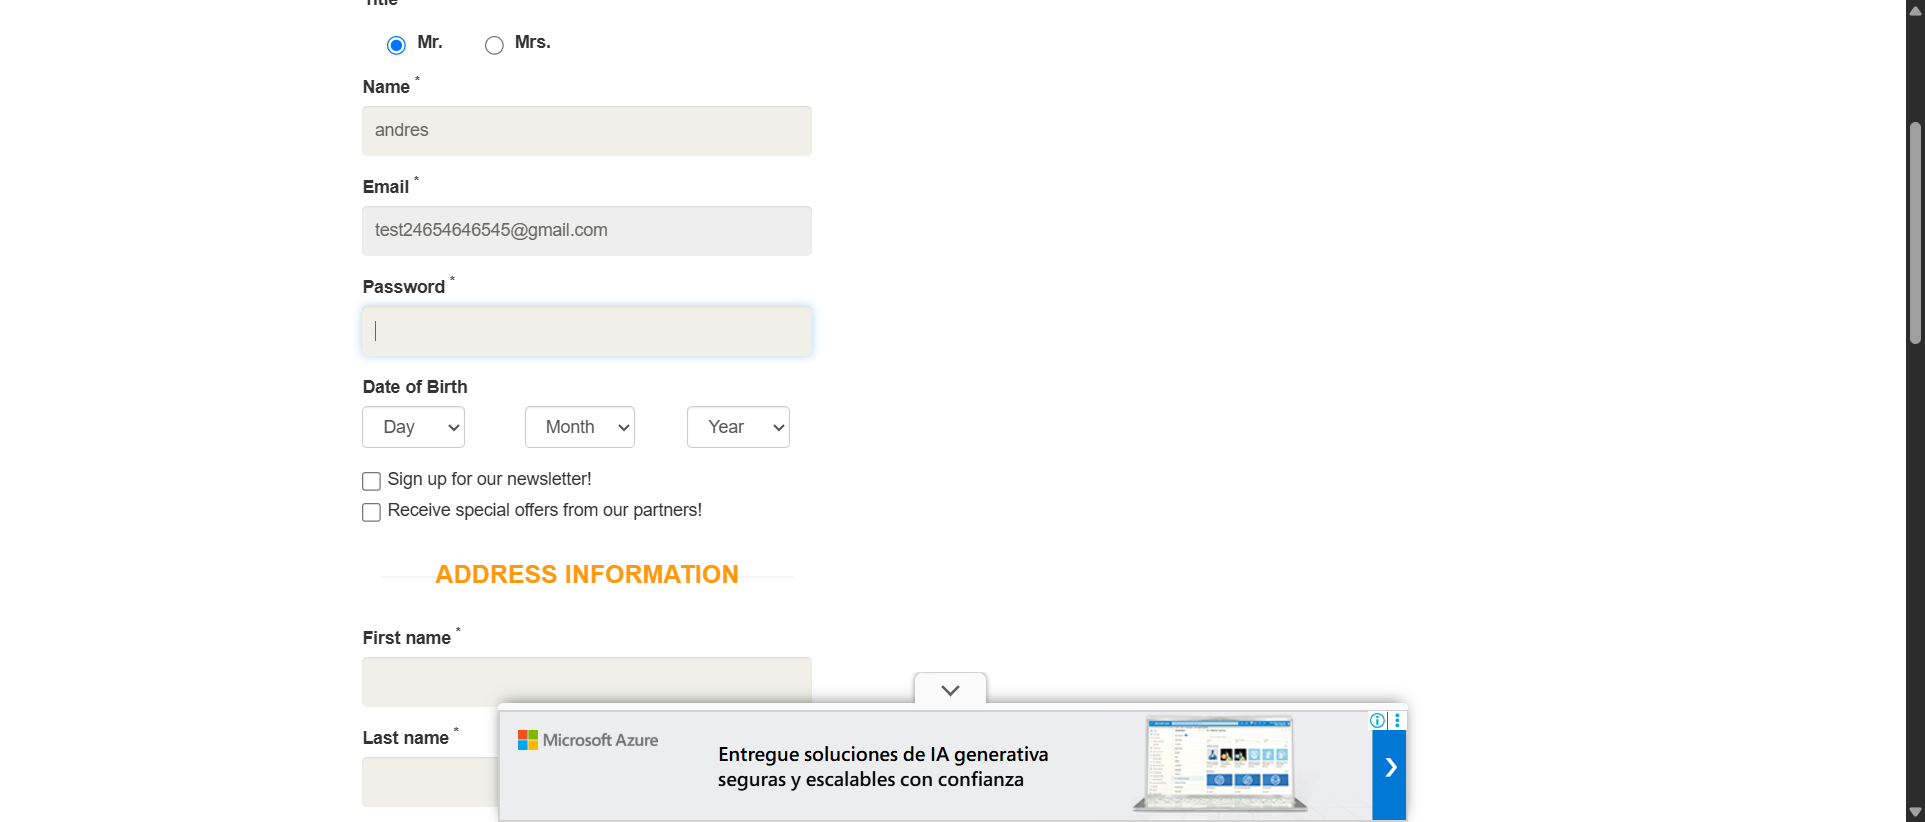 Title
Mr. Mrs.
Name *
andres
Email *
test24654646545@gmail.com
Password *
Date of Birth
Day Month Year
Sign up for our newsletter!
Receive special offers from our partners!
ADDRESS INFORMATION
First name *
Last name *
Microsoft Azure
Entregue soluciones de IA generativa
seguras y escalables con confianza